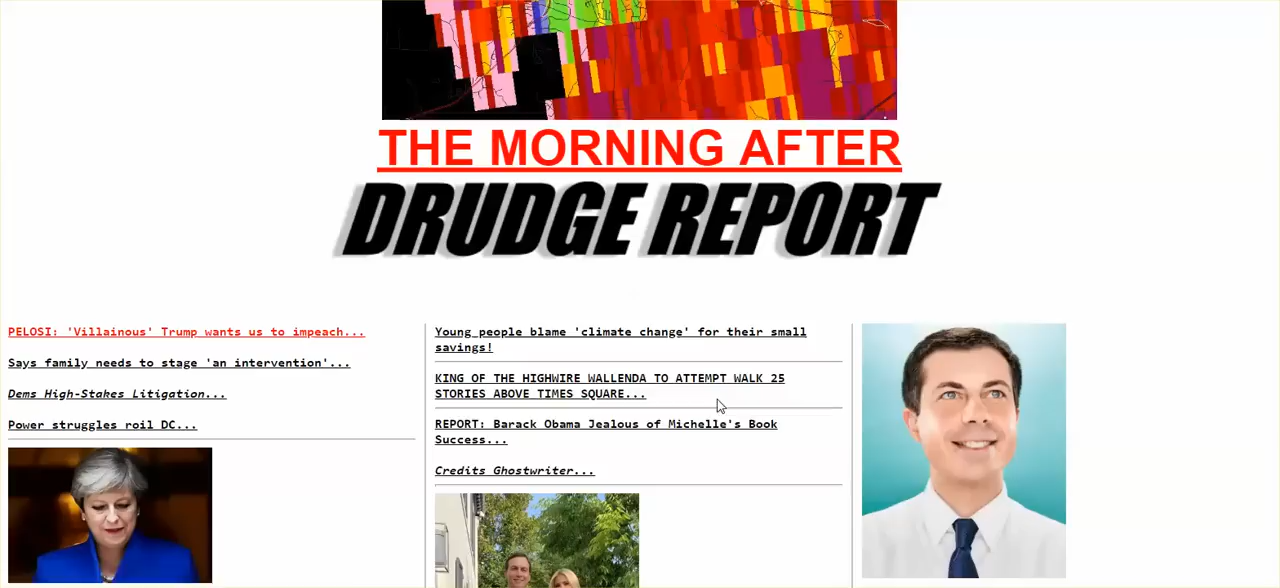 THE MORNING AFTER
DRUDGE REPORT
PELOSI: 'Villainous' Trump wants us to impeach...
Says family needs to stage 'an intervention'...
Dems High-Stakes Litigation...
Power struggles roil DC...
Young people blame 'climate change' for their small
savings!
KING OF THE HIGHWIRE WALLENDA TO ATTEMPT WALK 25
STORIES ABOVE TIMES SQUARE...
REPORT: Barack Obama Jealous of Michelle's Book
Success...
Credits Ghostwriter...